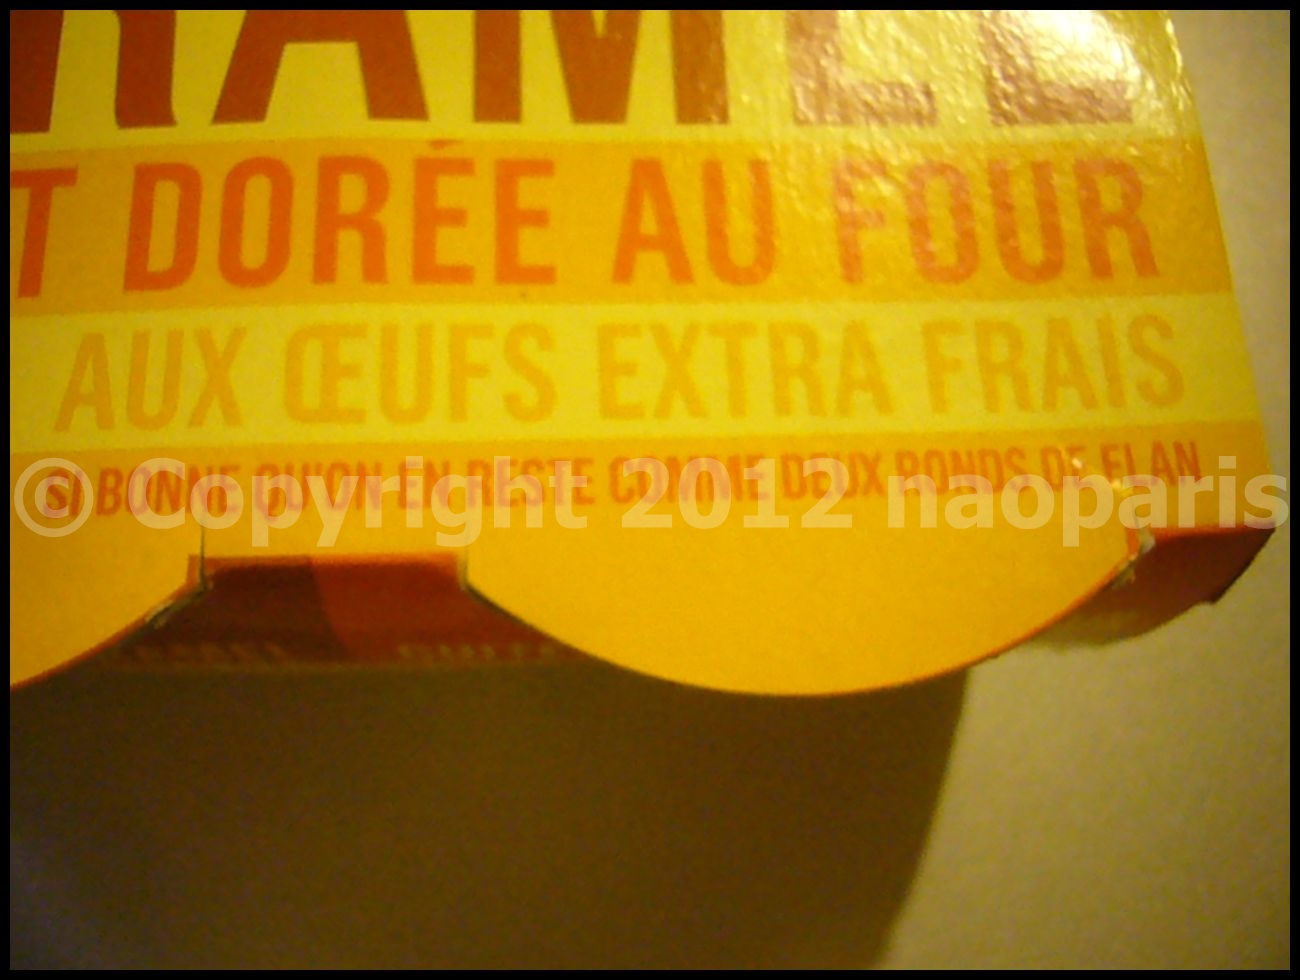 RAMEL
T DORÉE AU FOUR
AUX ŒUFS EXTRA FRAIS
SI BONNE QU'ON EN RESTE COMME DEUX RONDS DE FLAN
© Copyright 2012 naoparis